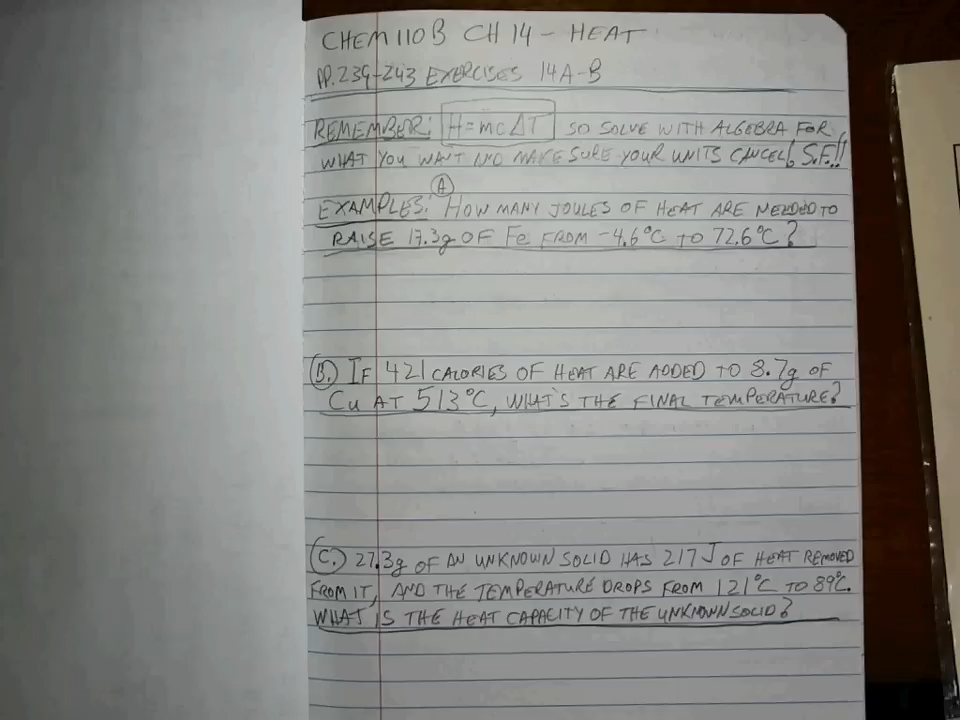 CHEM 110B CH 14 - HEAT
PP. 239-243 EXERCISES 14A-B
REMEMBER: H=mcΔT SO SOLVE WITH ALGEBRA FOR
WHAT YOU WANT AND MAKE SURE YOUR UNITS CANCEL! S.F.!!
EXAMPLES: A HOW MANY JOULES OF HEAT ARE NEEDED TO
RAISE 17.3g OF Fe FROM -4.6°C TO 72.6°C?
B. IF 421 CALORIES OF HEAT ARE ADDED TO 8.7g OF
Cu AT 513°C, WHAT'S THE FINAL TEMPERATURE?
C. 27.3g OF AN UNKNOWN SOLID HAS 217 J OF HEAT REMOVED
FROM IT, AND THE TEMPERATURE DROPS FROM 121°C TO 89°C.
WHAT IS THE HEAT CAPACITY OF THE UNKNOWN SOLID?